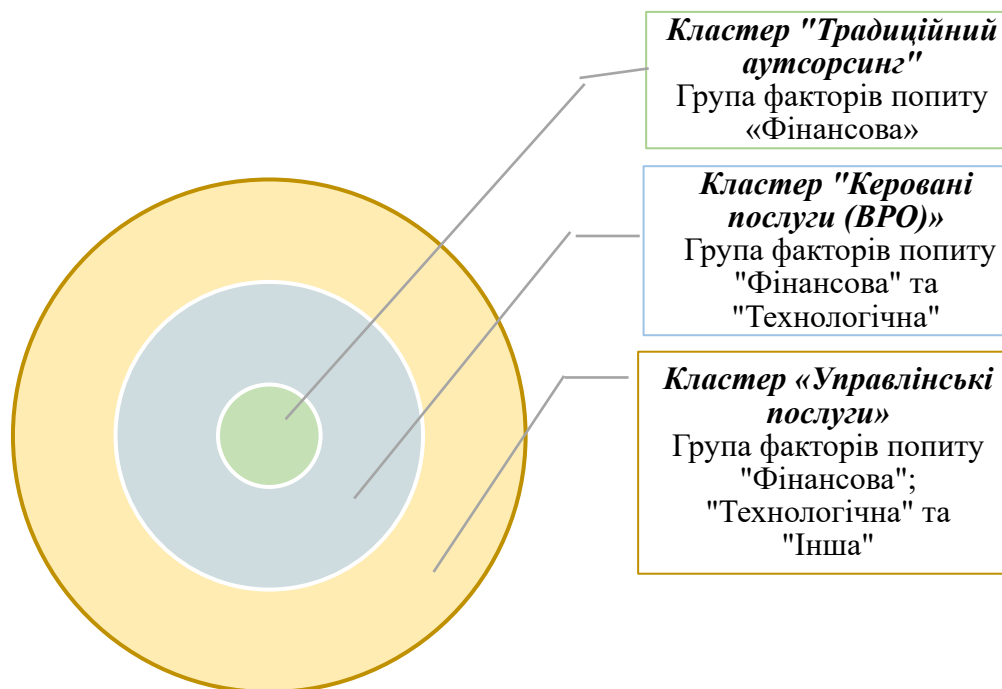 Кластер "Традиційний
аутсорсинг"
Група факторів попиту
«Фінансова»
Кластер "Керовані
послуги (ВРО)»
Група факторів попиту
"Фінансова" та
"Технологічна"
Кластер «Управлінські
послуги»
Група факторів попиту
"Фінансова";
"Технологічна" та
"Інша"